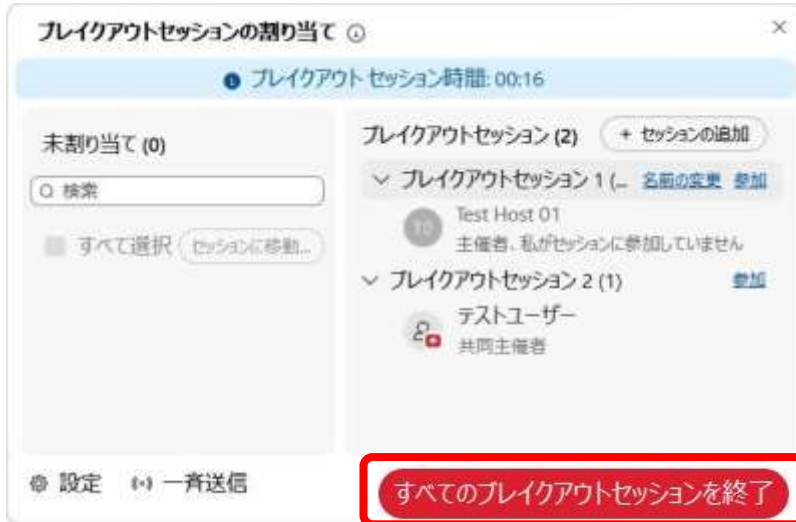 ブレイクアウトセッションの割り当て
ブレイクアウト セッション時間: 00:16
未割り当て (0)
検索
すべて選択 セッションに移動...
ブレイクアウトセッション (2) + セッションの追加
ブレイクアウトセッション 1 (... 名前の変更 参加
TO
Test Host 01
主催者、私がセッションに参加していません
ブレイクアウトセッション 2 (1) 参加
テストユーザー
共同主催者
設定 一斉送信
すべてのブレイクアウトセッションを終了